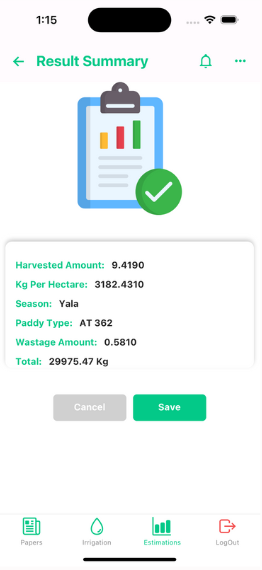 1:15
Result Summary
Harvested Amount: 9.4190
Kg Per Hectare: 3182.4310
Season: Yala
Paddy Type: AT 362
Wastage Amount: 0.5810
Total: 29975.47 Kg
Cancel Save
Papers Irrigation Estimations LogOut